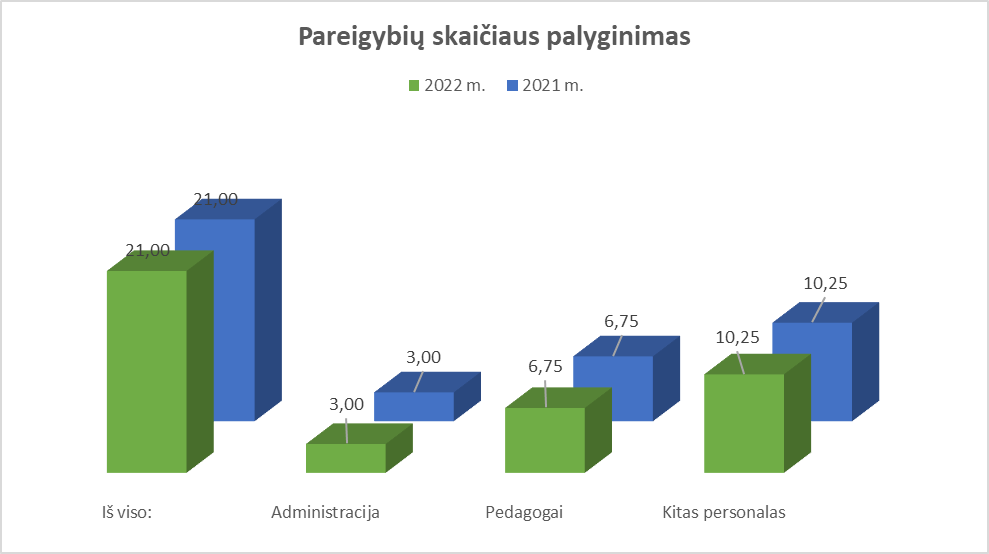 Pareigybių skaičiaus palyginimas
2022 m. 2021 m.
21,00
21,00
10,25
6,75
10,25
3,00
6,75
3,00
Iš viso: Administracija Pedagogai Kitas personalas